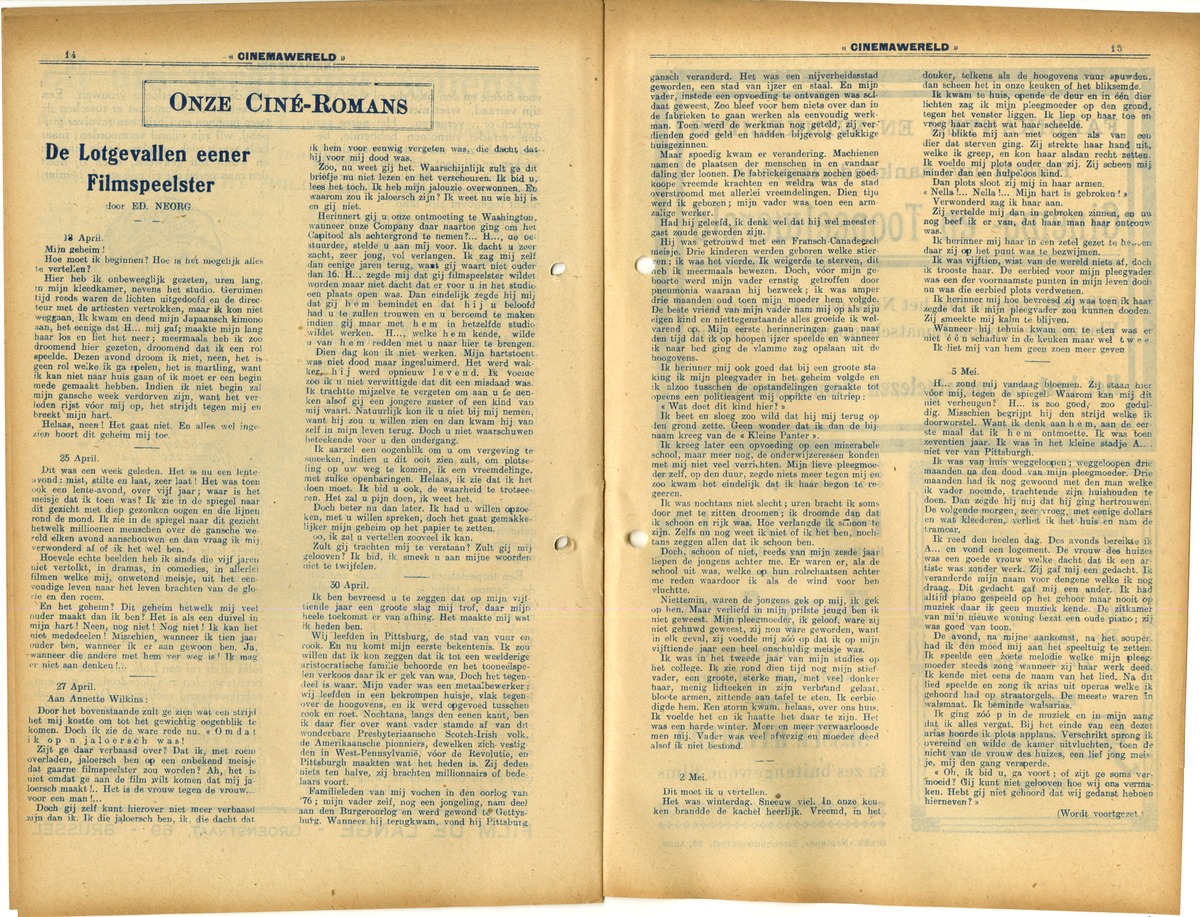 14
« CINEMAWERELD »
ONZE CINÉ-ROMANS
De Lotgevallen eener
Filmspeelster
door ED. NEORG
18 April.
Mijn geheim !
Hoe moet ik beginnen? Hoe is het mogelijk alles
te vertellen?
Hier heb ik onbeweeglijk gezeten, uren lang,
in mijn kleedkamer, nevens het studio. Geruimen
tijd reeds waren de lichten uitgedoofd en de direc-
teur met de artiesten vertrokken, maar ik kon niet
weggaan, Ik kwam en deed mijn Japaansch kimono
aan, het eenige dat H... mij gaf; maakte mijn lang
haar los en liet het neer; meermaals heb ik zoo
droomend hier gezeten, droomend dat ik een rol
speelde. Dezen avond droom ik niet, neen, het is
geen rol welke ik ga spelen, het is martling, want
ik kan niet naar huis gaan of ik moet er een begin
mede gemaakt hebben. Indien ik niet begin zal
mijn gansche week verdorven zijn, want het ver-
leden rijst vóór mij op, het strijdt tegen mij en
breekt mijn hart.
Helaas, neen! Het gaat niet. En alles wel inge-
zien hoort dit geheim mij toe.
25 April.
Dit was een week geleden. Het is nu een lente-
avond: mist, stilte en laat, zeer laat! Het was toen
ook een lente-avond, over vijf jaar; waar is het
meisje dat ik toen was? Ik zie in de spiegel naar
dit gezicht met diep gezonken oogen en die lijnen
rond de mond. Ik zie in de spiegel naar dit gezicht
hetwelk millioenen menschen over de gansche we-
reld elken avond aanschouwen en dan vraag ik mij
verwonderd af of ik het wel ben.
Hoevele echte beelden heb ik sinds die vijf jaren
niet vertolkt, in dramas, in comedies, in allerlei
filmen welke mij, onwetend meisje, uit het een-
voudige leven naar het leven brachten van de glo-
rie en den roem.
En het geheim? Dit geheim hetwelk mij veel
ouder maakt dan ik ben? Het is als een duivel in
mijn hart! Neen, nog niet! Nog niet! Ik kan het
niet mededeelen! Misschien, wanneer ik tien jaar
ouder ben, wanneer ik er aan gewoon ben. Ja,
wanneer die andere met hem ver weg is! Ik mag
er niet aan denken!...
27 April.
Aan Annette Wilkins:
Door het bovenstaande zult ge zien wat een strijd
het mij kostte om tot het gewichtig oogenblik te
komen. Doch ik zie de ware rede nu. « Omdat
ik op u jaloersch was!
Zijt ge daar verbaasd over? Dat ik, met roem
overladen, jaloersch ben op een onbekend meisje
dat gaarne filmspeelster zou worden? Ah, het is
niet omdat ge aan de film wilt komen dat mij ja
loersch maakt!.. Het is de vrouw tegen de vrouw...
voor een man!...
Doch gij zelf kunt hierover niet meer verbaasd
zijn dan ik. Ik die jaloersch ben, ik, die dacht dat
ik hem voor eeuwig vergeten was, die dacht dat
hij voor mij dood was.
Zoo, nu weet gij het. Waarschijnlijk zult ge dit
briefje nu niet lezen en het verscheuren. Ik bid u,
lees het toch. Ik heb mijn jalouzie overwonnen. En
waarom zou ik jaloersch zijn? Ik weet nu wie hij is
en gij niet.
Herinnert gij u onze ontmoeting te Washington,
wanneer onze Company daar naartoe ging om het
Capitool als achtergrond te nemen?... H..., de be-
stuurder, stelde u aan mij voor. Ik dacht u zeer
zacht, zeer jong, vol verlangen. Ik zag mij zelf
dan eenige jaren terug, want gij waart niet ouder
dan 16. H... zegde mij dat gij filmspeelster wildet
worden maar niet dacht dat er voor u in het studio
een plaats open was. Dan eindelijk zegde hij mij
dat gij hem bemindet en dat hij u beloofd
had u te zullen trouwen en u beroemd te maken
indien gij maar met hem in hetzelfde studio
wildet werken. H..., welke hem kende, wilde
u van hem redden met u naar hier te brengen.
Dien dag kon ik niet werken. Mijn hartstocht
was niet dood maar ingesluimerd. Het werd wak-
ker, hij werd opnieuw levend. Ik voelde
zoo ik u niet verwittigde dat dit een misdaad was.
Ik trachtte mijzelve te vergeten om aan u te den-
ken alsof gij een jongere zuster of een kind van
mij waart. Natuurlijk kon ik u niet bij mij nemen,
want hij zou u willen zien en dan kwam hij van
zelf in mijn leven terug. Doch u niet waarschuwen
beteekende voor u den ondergang.
Ik aarzel een oogenblik om u om vergeving te
smeeken, indien u dit ooit zien zult, om plotse-
ling op uw weg te komen, ik een vreemdelinge,
met zulke openbaringen. Helaas, ik zie dat ik het
doen moet. Ik bid u ook, de waarheid te trotsee-
ren. Het zal u pijn doen, ik weet het.
Doch beter nu dan later. Ik had u willen opzoe-
ken, met u willen spreken, doch het gaat gemakke-
lijker mijn geheim op het papier te zetten.
oo, ik zal u vertellen zooveel ik kan.
Zult gij trachten mij te verstaan? Zult gij mij
gelooven? Ik bid, ik smeek u aan mijne woorden
niet te twijfelen.
30 April.
Ik ben bevreesd u te zeggen dat op mijn vijf-
tiende jaar een groote slag mij trof, daar mijn
heele toekomst er van afhing. Het maakte mij wat
ik heden ben.
Wij leefden in Pittsburg, de stad van vuur en
rook. En nu komt mijn eerste bekentenis. Ik zou
willen dat ik kon zeggen dat ik tot een weelderige
aristocratische familie behoorde en het tooneelspe-
len verkoos daar ik er gek van was. Doch het tegen-
deel is waar. Mijn vader was een metaalbewerker;
wij leefden in een bekrompen huisje, vlak tegen-
over de hoogovens, en ik werd opgevoed tusschen
rook en roet. Nochtans, langs den eenen kant, ben
ik daar fier over want vader stamde af van dit
wonderbare Presbyteriaansche Scotch-Irish volk,
de Amerikaansche pioniers, dewelken zich vestig-
den in West-Pennsylvanië, vóór de Revolutie, en
Pittsburgh maakten wat het heden is. Zij deden
niets ten halve, zij brachten millionairs of bede-
laars voort.
Familieleden van mij vochten in den oorlog van
'76; mijn vader zelf, nog een jongeling, nam deel
aan den Burgeroorlog en werd gewond te Gettys-
burg. Wanneer hij terugkwam, vond hij Pittsburg
« CINEMAWERELD »
15
gansch veranderd. Het was een nijverheidsstad
geworden, een stad van ijzer en staal. En mijn
vader, instede een opvoeding te ontvangen was sol-
daat geweest. Zoo bleef voor hem niets over dan in
de fabrieken te gaan werken als eenvoudig werk-
man. Toen werd de werkman nog geteld, zij ver-
dienden goed geld en hadden bijgevolg gelukkige
huisgezinnen.
Maar spoedig kwam er verandering. Machienen
namen de plaatsen der menschen in en vandaar
daling der loonen. De fabriekeigenaars zochen goed-
koope vreemde krachten en weldra was de stad
overstroomd met allerlei vreemdelingen. Dien tijd
werd ik geboren; mijn vader was toen een arm-
zalige werker.
Had hij geleefd, ik denk wel dat hij wel meester
gast zonde geworden zijn.
Hij was getrouwd met een Fransch-Canadeesch
meisje. Drie kinderen werden geboren welke stier-
ven; ik was het vierde. Ik weigerde te sterven, dit
heb ik meermaals bewezen. Doch, vóór mijn ge-
boorte werd mijn vader ernstig getroffen door
pneumonia waaraan hij bezweek; ik was amper
drie maanden oud toen mijn moeder hem volgde.
De beste vriend van mijn vader nam mij op als zijn
eigen kind en niettegenstaande alles groeide ik wel-
varend op. Mijn eerste herinneringen gaan naar
den tijd dat ik op hoopen ijzer speelde en wanneer
ik naar bed ging de vlamme zag opelaan uit de
hoogovens.
Ik herinner mij ook goed dat bij een groote sta-
king ik mijn pleegvader in het geheim volgde en
ik alzoo tusschen de opstandelingen geraakte tot
opeens een politieagent mij oppikte en uitriep:
« Wat doet dit kind hier? »
Ik beet en sloeg zoo wild dat hij mij terug op
den grond zette. Geen wonder dat ik dan de bij-
naam kreeg van de « Kleine Panter ».
Ik kreeg later een opvoeding op een miserabele
school, maar meer nog, de onderwijzeressen konden
met mij niet veel verrichten. Mijn lieve pleegmoe-
der zelf, op den duur, zegde niets meer tegen mij en
zoo kwam het eindelijk dat ik haar begon te re-
geeren.
Ik was nochtans niet slecht; uren bracht ik som-
door met te zitten droomen; ik droomde dan dat
ik schoon en rijk was. Hoe verlangde ik schoon te
zijn. Zelfs nu nog weet ik niet of ik het ben, noch-
tans zeggen allen dat ik schoon ben.
Doch, schoon of niet, reeds van mijn zesde jaar
liepen de jongens achter me. Er waren er, als de
school uit was, welke op hun rolschaatsen achter
me reden waardoor ik als de wind voor hen
vluchtte.
Niettemin, waren de jongens gek op mij, ik gek
op hen. Maar verliefd in mijn prilste jeugd ben ik
niet geweest. Mijn pleegmoeder, ik geloof, ware zij
niet gehuwd geweest, zij non ware geworden, want
in elk geval, zij voedde mij zóó op dat ik op mijn
vijftiende jaar een heel onschuldig meisje was.
Ik was in het tweede jaar van mijn studies op
het college. Ik zie rond dien tijd nog mijn stief-
vader, een groote, sterke man, met veel donker
haar, menig lidteeken in zijn verbrand gelaat,
bloote armen, zittende aan tafel te eten. Ik eerbie-
digde hem. Een storm kwam, helaas, over ons huis.
Ik voelde het en ik haatte het daar te zijn. Het
was een harde winter. Meer en meer verwaarloosde
men mij. Vader was veel afwezig en moeder deed
alsof ik niet bestond.
2 Mei.
Dit moet ik u vertellen.
Het was winterdag. Sneeuw viel. In onze keu-
ken brandde de kachel heerlijk. Vreemd, in het
donker, telkens als de hoogovens vuur spuwden,
dan scheen het in onze keuken of het bliksemde.
Ik kwam te huis, opende de deur en in één dier
lichten zag ik mijn pleegmoeder op den grond,
tegen het venster liggen. Ik liep op haar toe en
vroeg haar zacht wat haar scheelde.
Zij blikte mij aan met oogen als van een
dier dat sterven ging. Zij strekte haar hand uit,
welke ik greep, en kon haar alsdan recht zetten.
Ik voelde mij plots ouder dan zij. Zij scheen mij
minder dan een hulpeloos kind.
Dan plots sloot zij mij in haar armen.
« Nella!... Nella!... Mijn hart is gebroken! »
Verwonderd zag ik haar aan.
Zij vertelde mij dan in gebroken zinnen, en nu
nog beef ik er van, dat haar man haar ontrouw
was.
Ik herinner mij haar in een zetel gezet te hebben
daar zij op het punt was te bezwijmen.
Ik was vijftien, wist van de wereld niets af, doch
ik trooste haar. De eerbied voor mijn pleegvader
was een der voornaamste punten in mijn leven doch
nu was die eerbied plots verdwenen.
Ik herinner mij hoe bevreesd zij was toen ik haar
zegde dat ik mijn pleegvader zou kunnen dooden.
Zij smeekte mij kalm te blijven.
Wanneer hij tehuis kwam om te eten was er
niet één schaduw in de keuken maar wel twee.
Ik liet mij van hem geen zoen meer geven.
5 Mei.
H... zond mij vandaag bloemen. Zij staan hier
vóór mij, tegen de spiegel. Waarom kan mij dit
niet verheugen? H... is zoo goed, zoo gedul-
dig. Misschien begrijpt hij den strijd welke ik
doorworstel. Want ik denk aan hem, aan de eer-
ste maal dat ik hem ontmoette. Ik was toen
zeventien jaar. Ik was in het kleine stadje A...
niet ver van Pittsburg.
Ik was van huis weggeloopen; weggeloopen drie
maanden na den dood van mijn pleegmoeder. Drie
maanden had ik nog gewoond met den man welke
ik vader noemde, trachtende zijn huishouden te
doen. Dan zegde hij mij dat hij ging hertrouwen.
De volgende morgen, zeer vroeg, met eenige dollars
en wat kleederen, verliet ik het huis en nam de
tramcar.
Ik reed den heelen dag. Des avonds bereikte ik
A... en vond een logement. De vrouw des huizes
was een goede vrouw welke dacht dat ik een ar-
tiste was zonder werk. Zij gaf mij een gedacht. Ik
veranderde mijn naam voor dengene welke ik nog
draag. Dit gedacht gaf mij een ander. Ik had
altijd piano gespeeld op het gehoor maar nooit op
muziek daar ik geen muziek kende. De zitkamer
van mijn nieuwe woning bezat een oude piano; zij
was goed van toon.
De avond, na mijne aankomst, na het souper,
had ik den moed mij aan het speeltuig te zetten.
Ik speelde een zoete melodie welke mijn pleeg-
moeder steeds zong wanneer zij haar werk deed.
Ik kende niet eens de naam van het lied. Na dit
lied speelde en zong ik arias uit operas welke ik
gehoord had op straatorgels. De meeste waren in
walsmaat. Ik beminde walsarias.
Ik ging zóó op in de muziek en in mijn zang
dat ik alles vergat. Bij het einde van een dezer
arias hoorde ik plots applaus. Verschrikt sprong ik
overeind en wilde de kamer uitvluchten, toen de
nicht van de vrouw des huizes, een lief jong meis-
je, mij den gang versperde.
« Oh, ik bid u, ga voort; of zijt ge soms ver-
moeid? Gij kunt niet gelooven hoe wij ons verma-
ken. Hebt gij niet gehoord dat wij gedanst hebben
hierneven? »
(Wordt voortgezet.)